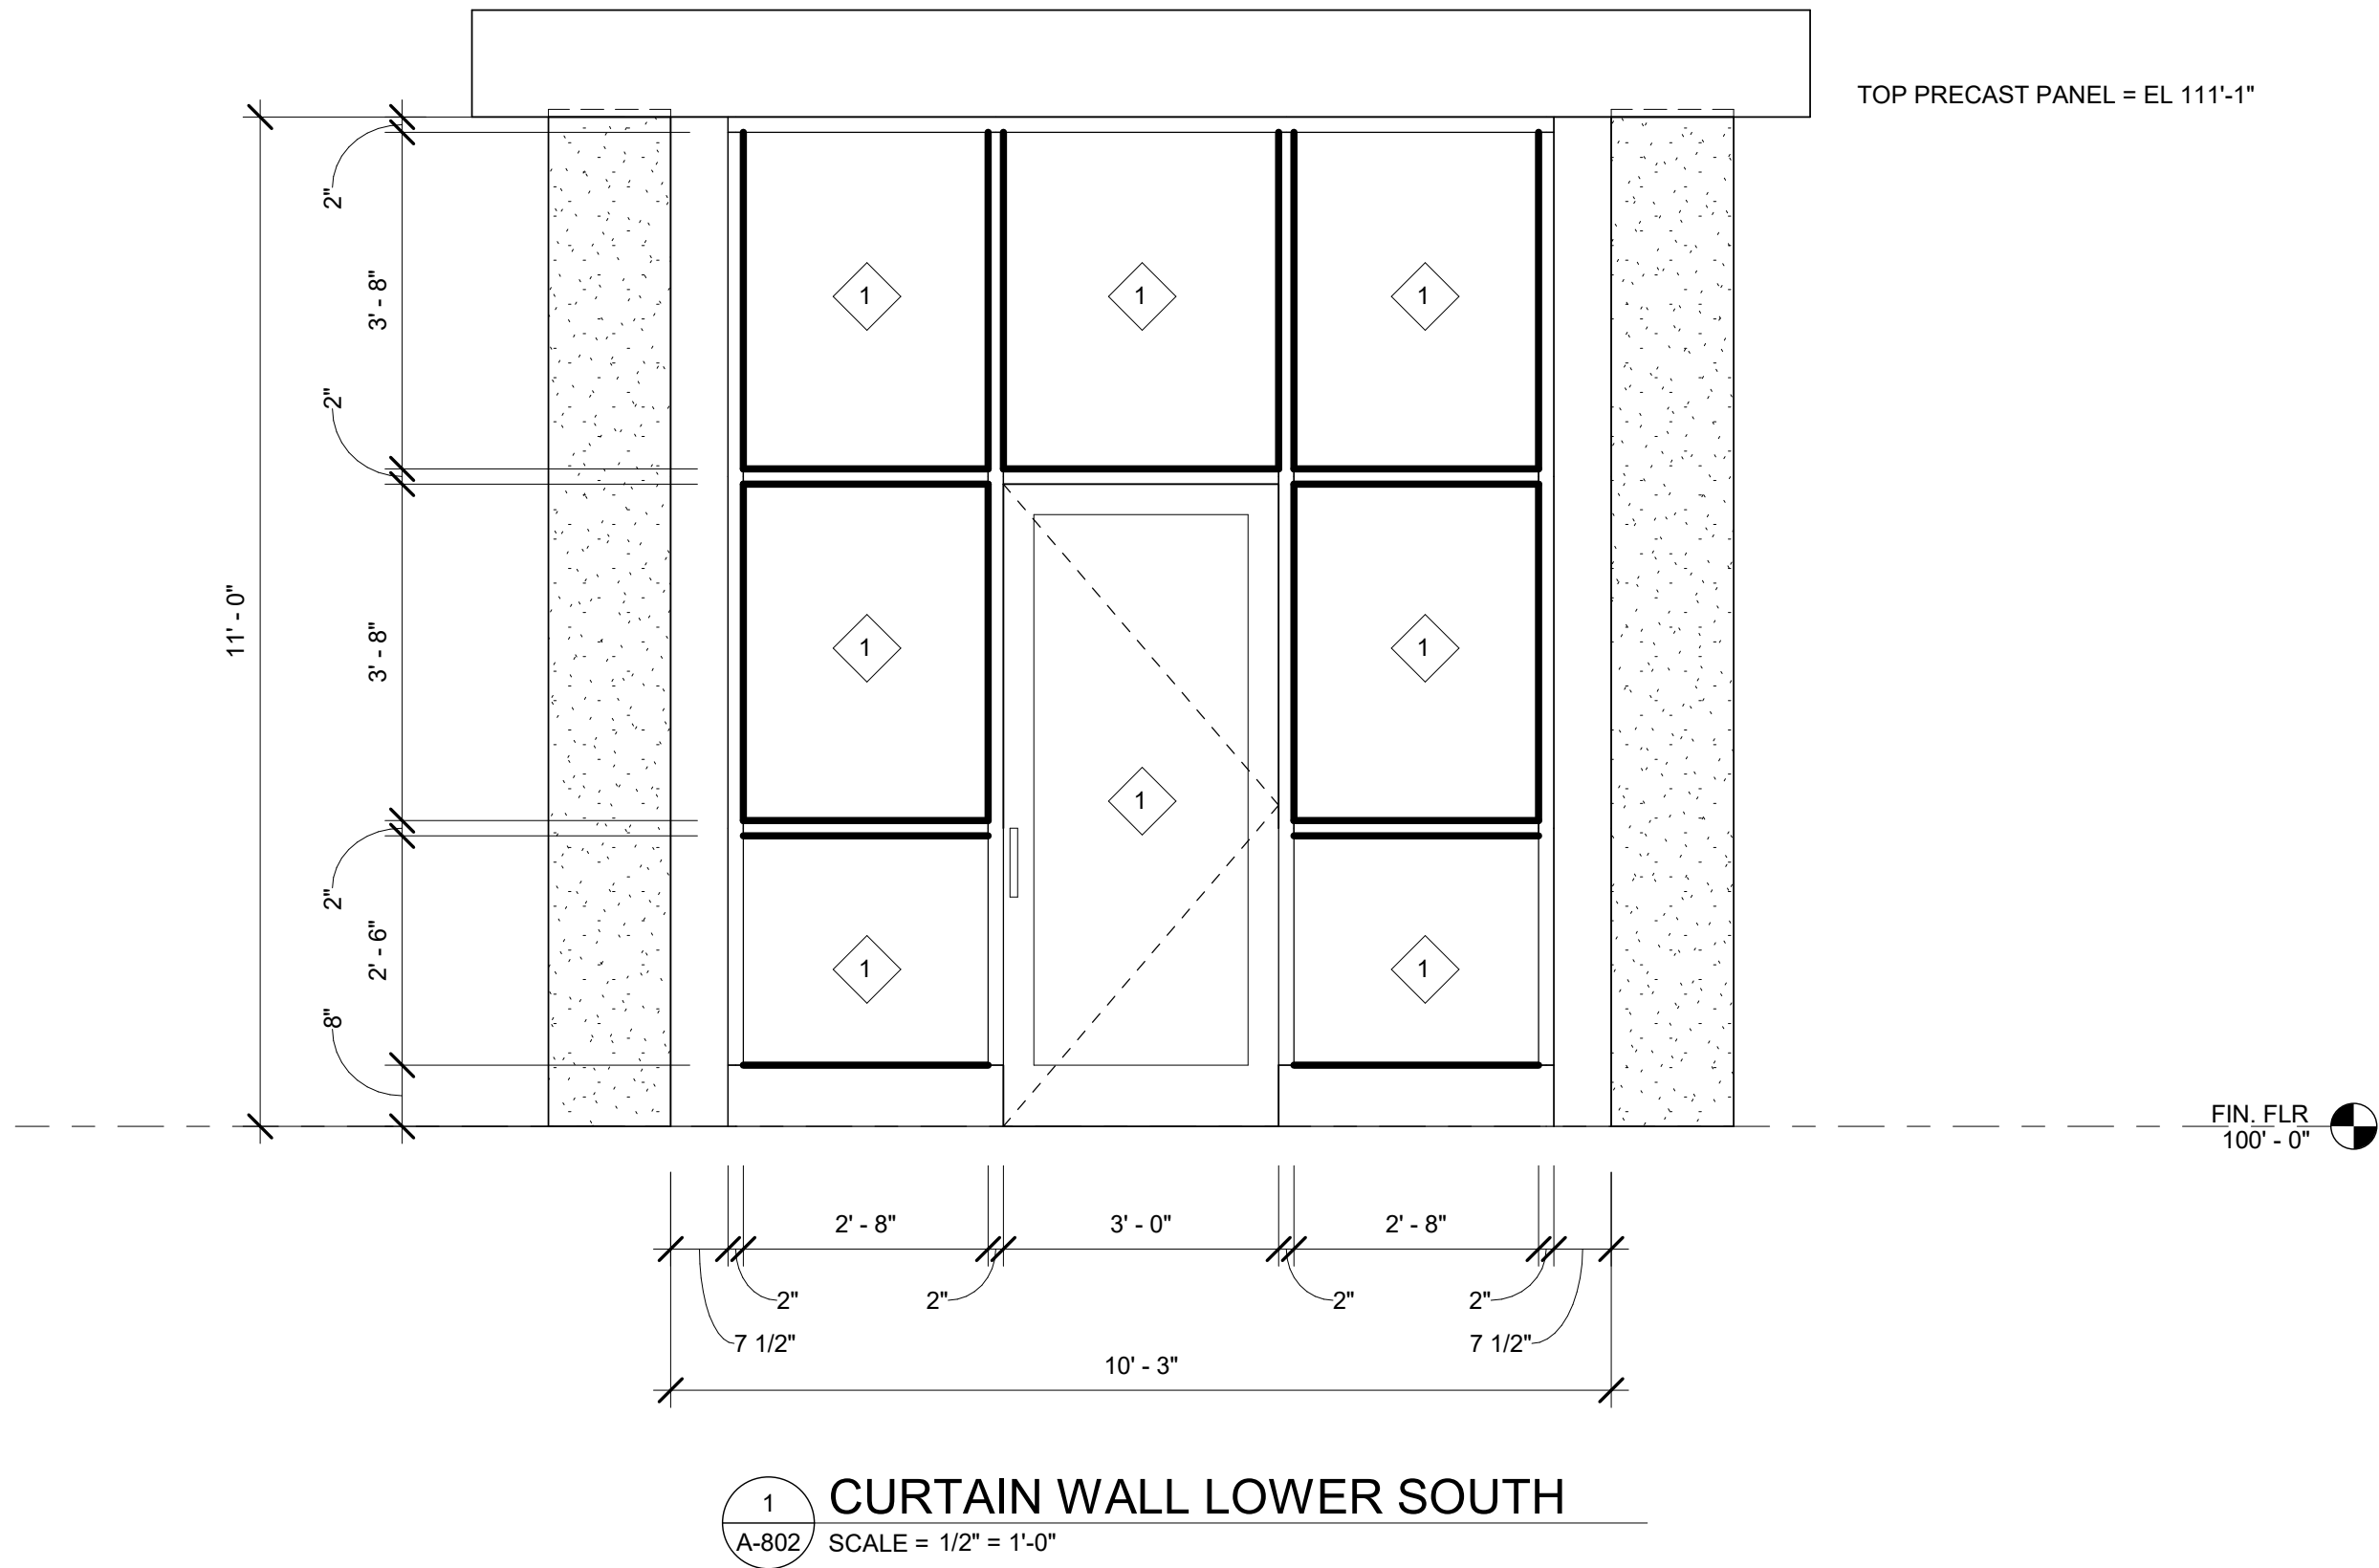 TOP PRECAST PANEL = EL 111'-1"
2"
3' - 8"
1
1
1
2"
11' - 0"
3' - 8"
1
1
1
2"
2' - 6"
1
1
8"
FIN. FLR
100' - 0"
2' - 8"
3' - 0"
2' - 8"
2"
2"
2"
2"
7 1/2"
7 1/2"
10' - 3"
1
CURTAIN WALL LOWER SOUTH
A-802
SCALE = 1/2" = 1'-0"